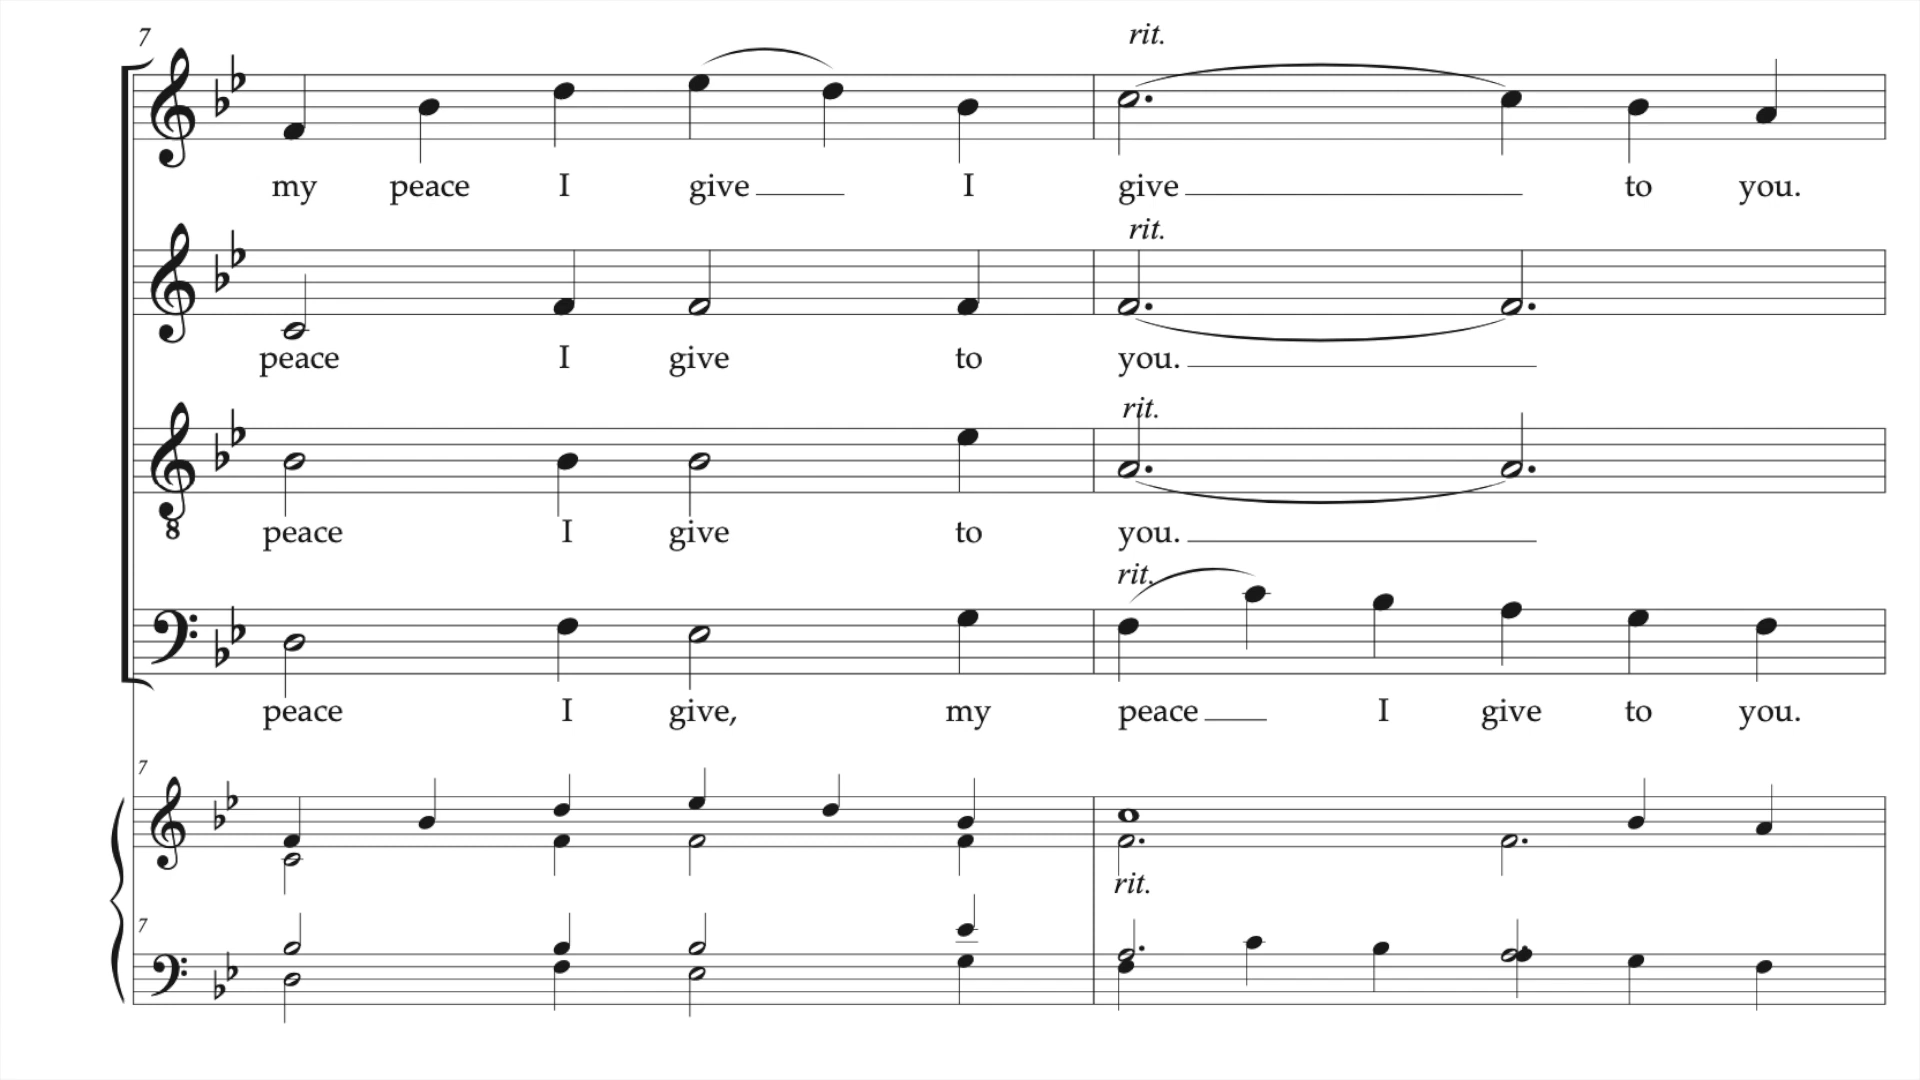 7
rit.
my peace I give I give to you.
rit.
peace I give to you.
rit.
8
peace I give to you.
rit.
peace I give, my peace I give to you.
7
rit.
7